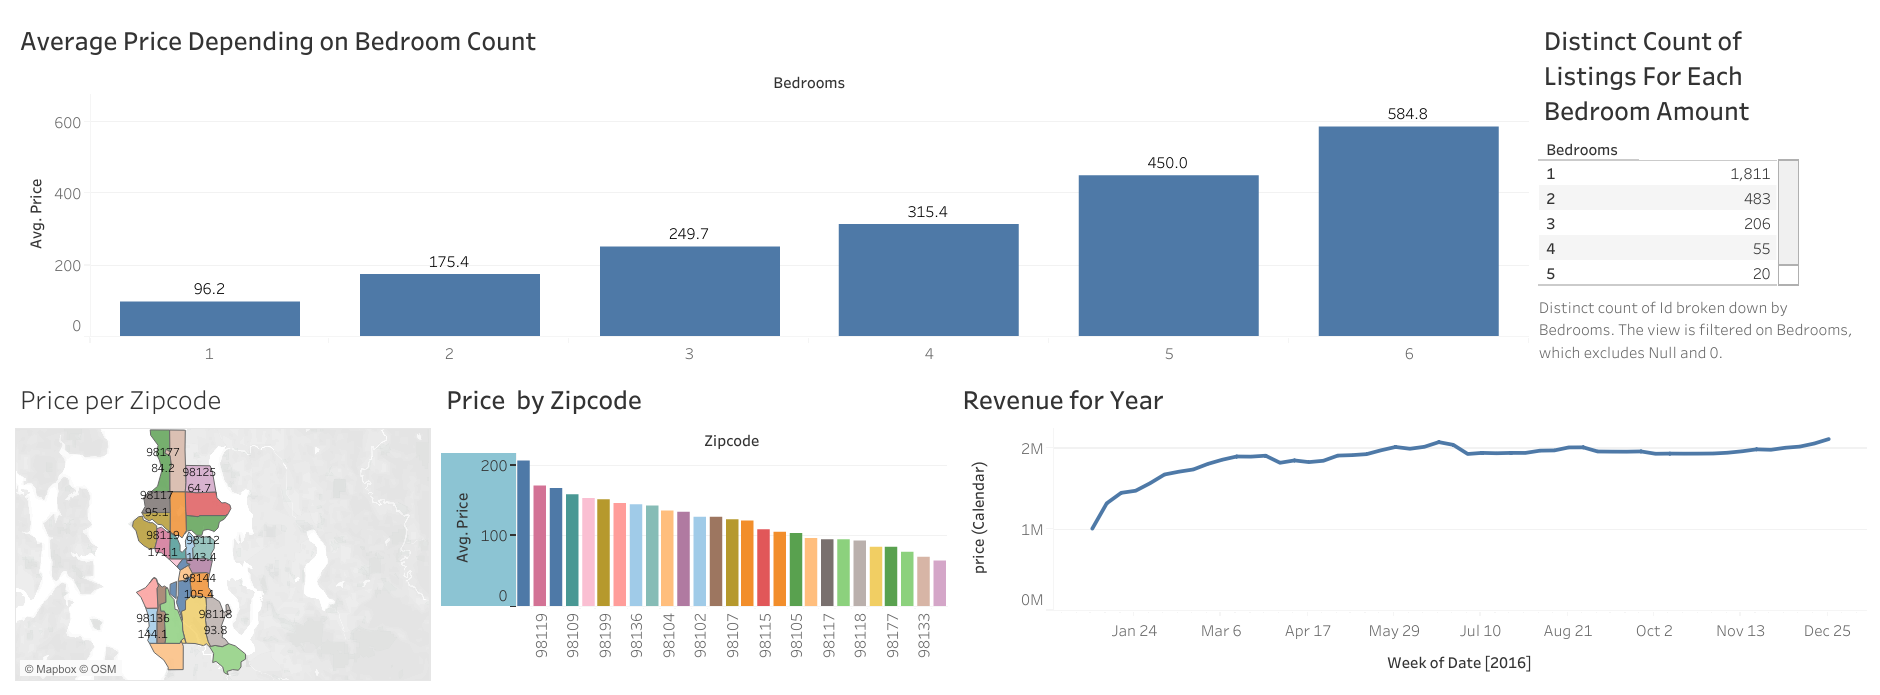 Average Price Depending on Bedroom Count
Bedrooms
Avg. Price
600
400
200
0
96.2
175.4
249.7
315.4
450.0
584.8
1
2
3
4
5
6
Distinct Count of
Listings For Each
Bedroom Amount
Bedrooms
1 1,811
2 483
3 206
4 55
5 20
Distinct count of Id broken down by
Bedrooms. The view is filtered on Bedrooms,
which excludes Null and 0.
Price per Zipcode
98177
84.2
98125
64.7
98117
95.1
98119
171.1
98112
143.4
98144
105.4
98136
144.1
98118
93.8
© Mapbox © OSM
Price by Zipcode
Zipcode
Avg. Price
200
100
0
98119
98109
98199
98136
98104
98102
98107
98115
98105
98117
98118
98177
98133
Revenue for Year
price (Calendar)
2M
1M
0M
Jan 24
Mar 6
Apr 17
May 29
Jul 10
Aug 21
Oct 2
Nov 13
Dec 25
Week of Date [2016]